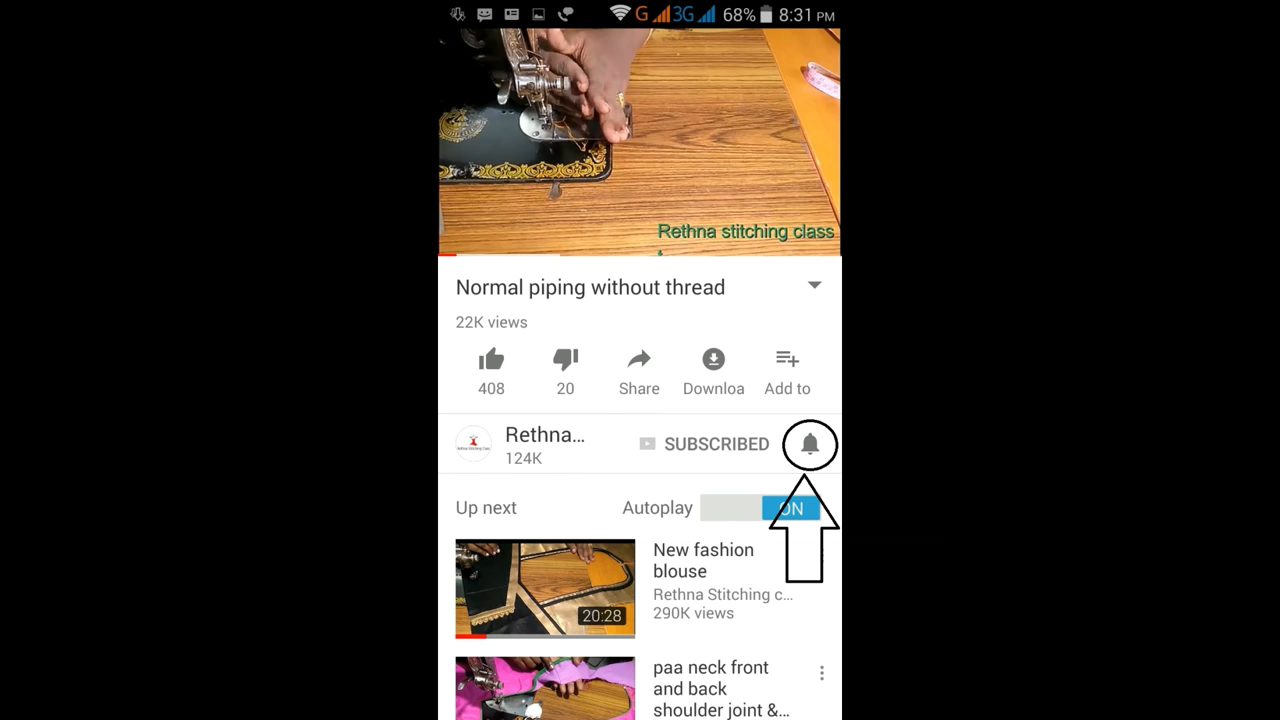 G 3G 68% 8:31 PM
Rethna stitching class
Normal piping without thread
22K views
408 20 Share Downloa Add to
Rethna... SUBSCRIBED
124K
Up next Autoplay ON
New fashion
blouse
Rethna Stitching c...
290K views
20:28
paa neck front
and back
shoulder joint &...